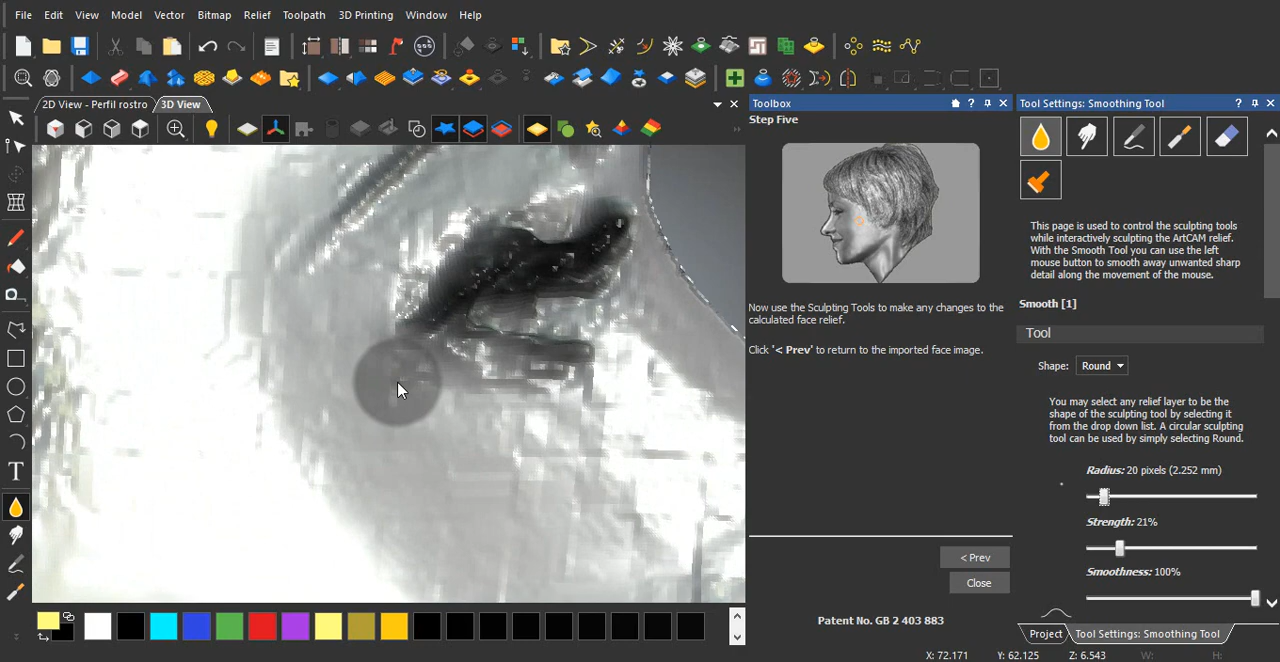 File Edit View Model Vector Bitmap Relief Toolpath 3D Printing Window Help
2D View - Perfil rostro 3D View
Toolbox
Step Five
Now use the Sculpting Tools to make any changes to the
calculated face relief.
Click '< Prev' to return to the imported face image.
< Prev
Close
Patent No. GB 2 403 883
Tool Settings: Smoothing Tool
This page is used to control the sculpting tools
while interactively sculpting the ArtCAM relief.
With the Smooth Tool you can use the left
mouse button to smooth away unwanted sharp
detail along the movement of the mouse.
Smooth [1]
Tool
Shape: Round
You may select any relief layer to be the
shape of the sculpting tool by selecting it
from the drop down list. A circular sculpting
tool can be used by simply selecting Round.
Radius: 20 pixels (2.252 mm)
Strength: 21%
Smoothness: 100%
Project Tool Settings: Smoothing Tool
X: 72.171 Y: 62.125 Z: 6.543 W: H: